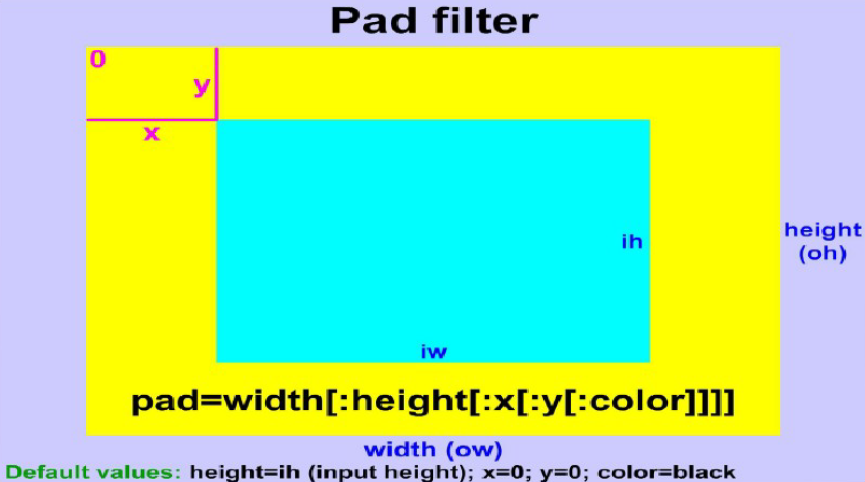 Pad filter
0
y
x
ih
height
(oh)
iw
pad=width[:height[:x[:y[:color]]]]
width (ow)
Default values: height=ih (input height); x=0; y=0; color=black